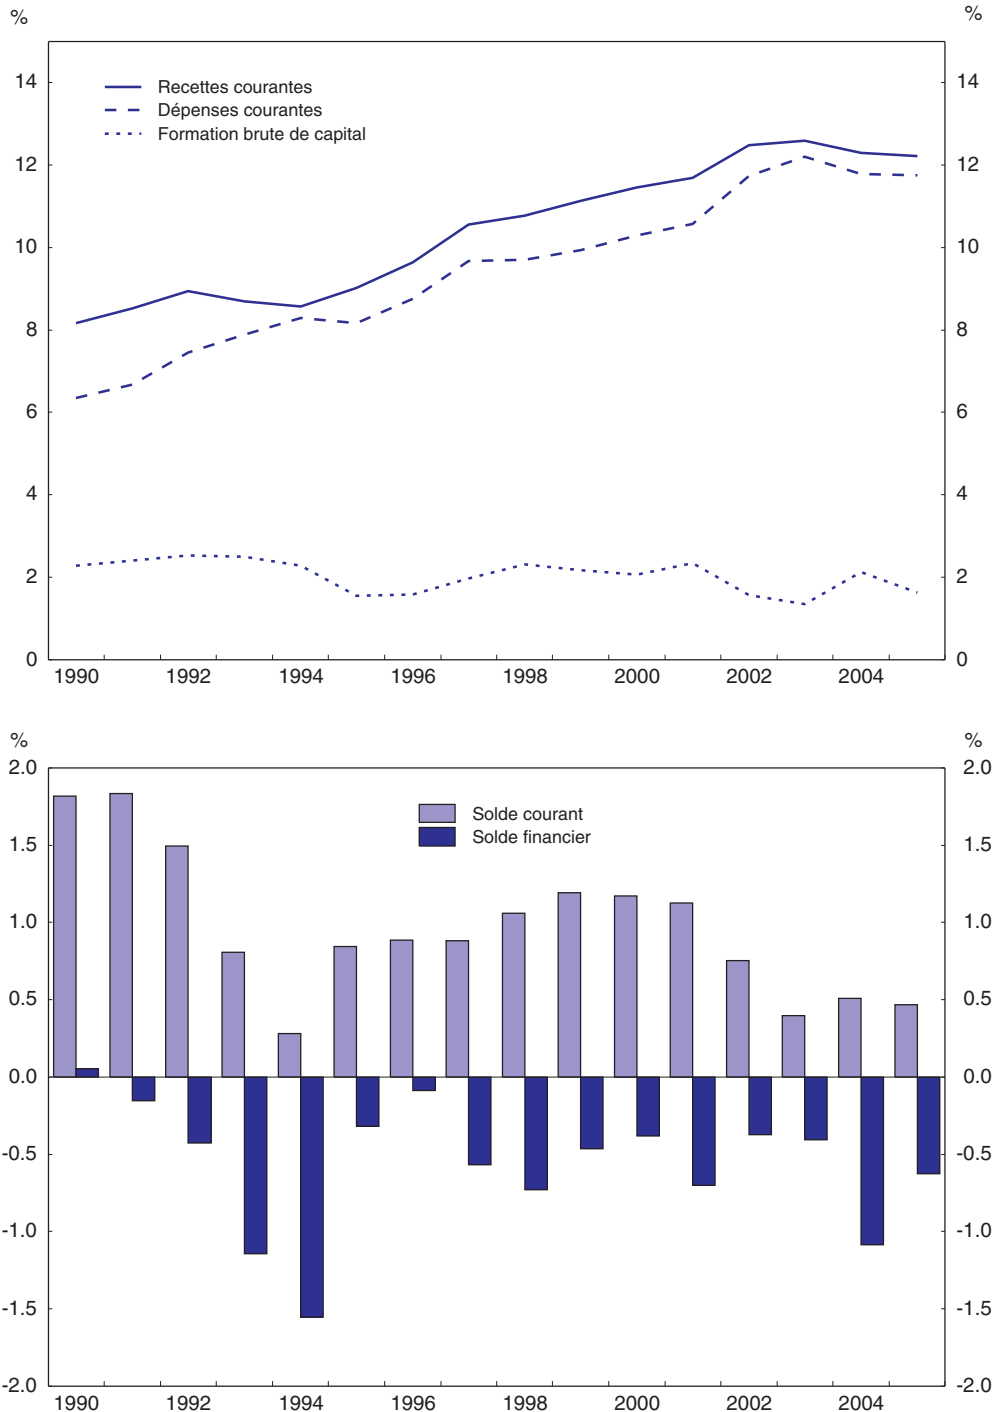 % %
14 14
Recettes courantes
Dépenses courantes
Formation brute de capital
12 12
10 10
8 8
6 6
4 4
2 2
0 0
1990 1992 1994 1996 1998 2000 2002 2004
% %
2.0 2.0
Solde courant
Solde financier
1.5 1.5
1.0 1.0
0.5 0.5
0.0 0.0
-0.5 -0.5
-1.0 -1.0
-1.5 -1.5
-2.0 -2.0
1990 1992 1994 1996 1998 2000 2002 2004